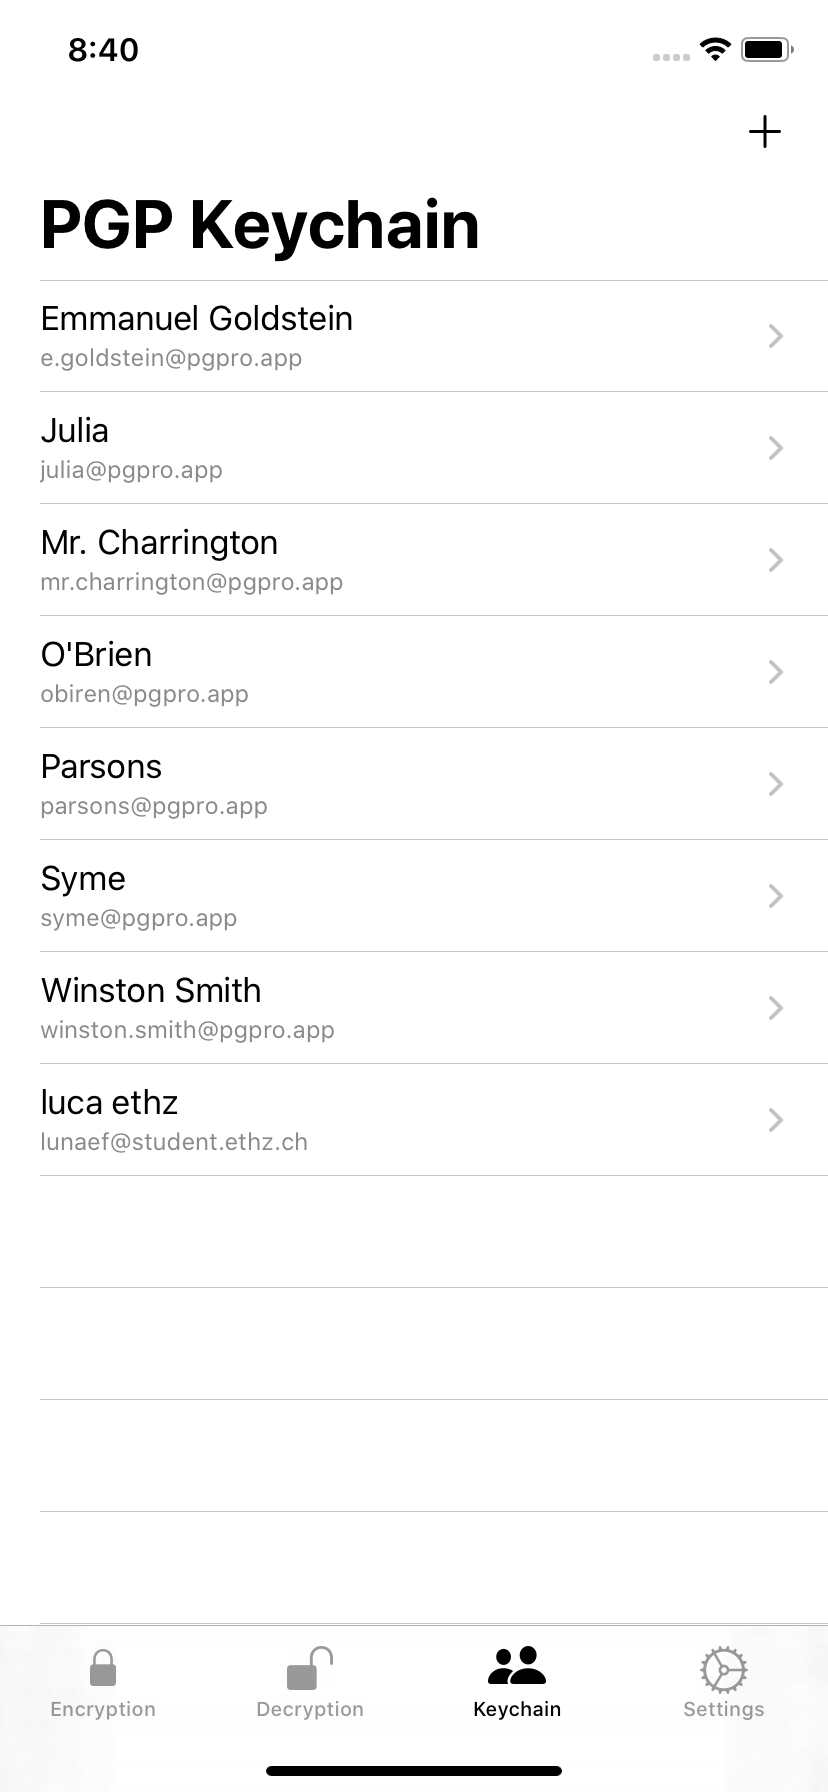 8:40
PGP Keychain
Emmanuel Goldstein
e.goldstein@pgpro.app
Julia
julia@pgpro.app
Mr. Charrington
mr.charrington@pgpro.app
O'Brien
obiren@pgpro.app
Parsons
parsons@pgpro.app
Syme
syme@pgpro.app
Winston Smith
winston.smith@pgpro.app
luca ethz
lunaef@student.ethz.ch
Encryption Decryption Keychain Settings